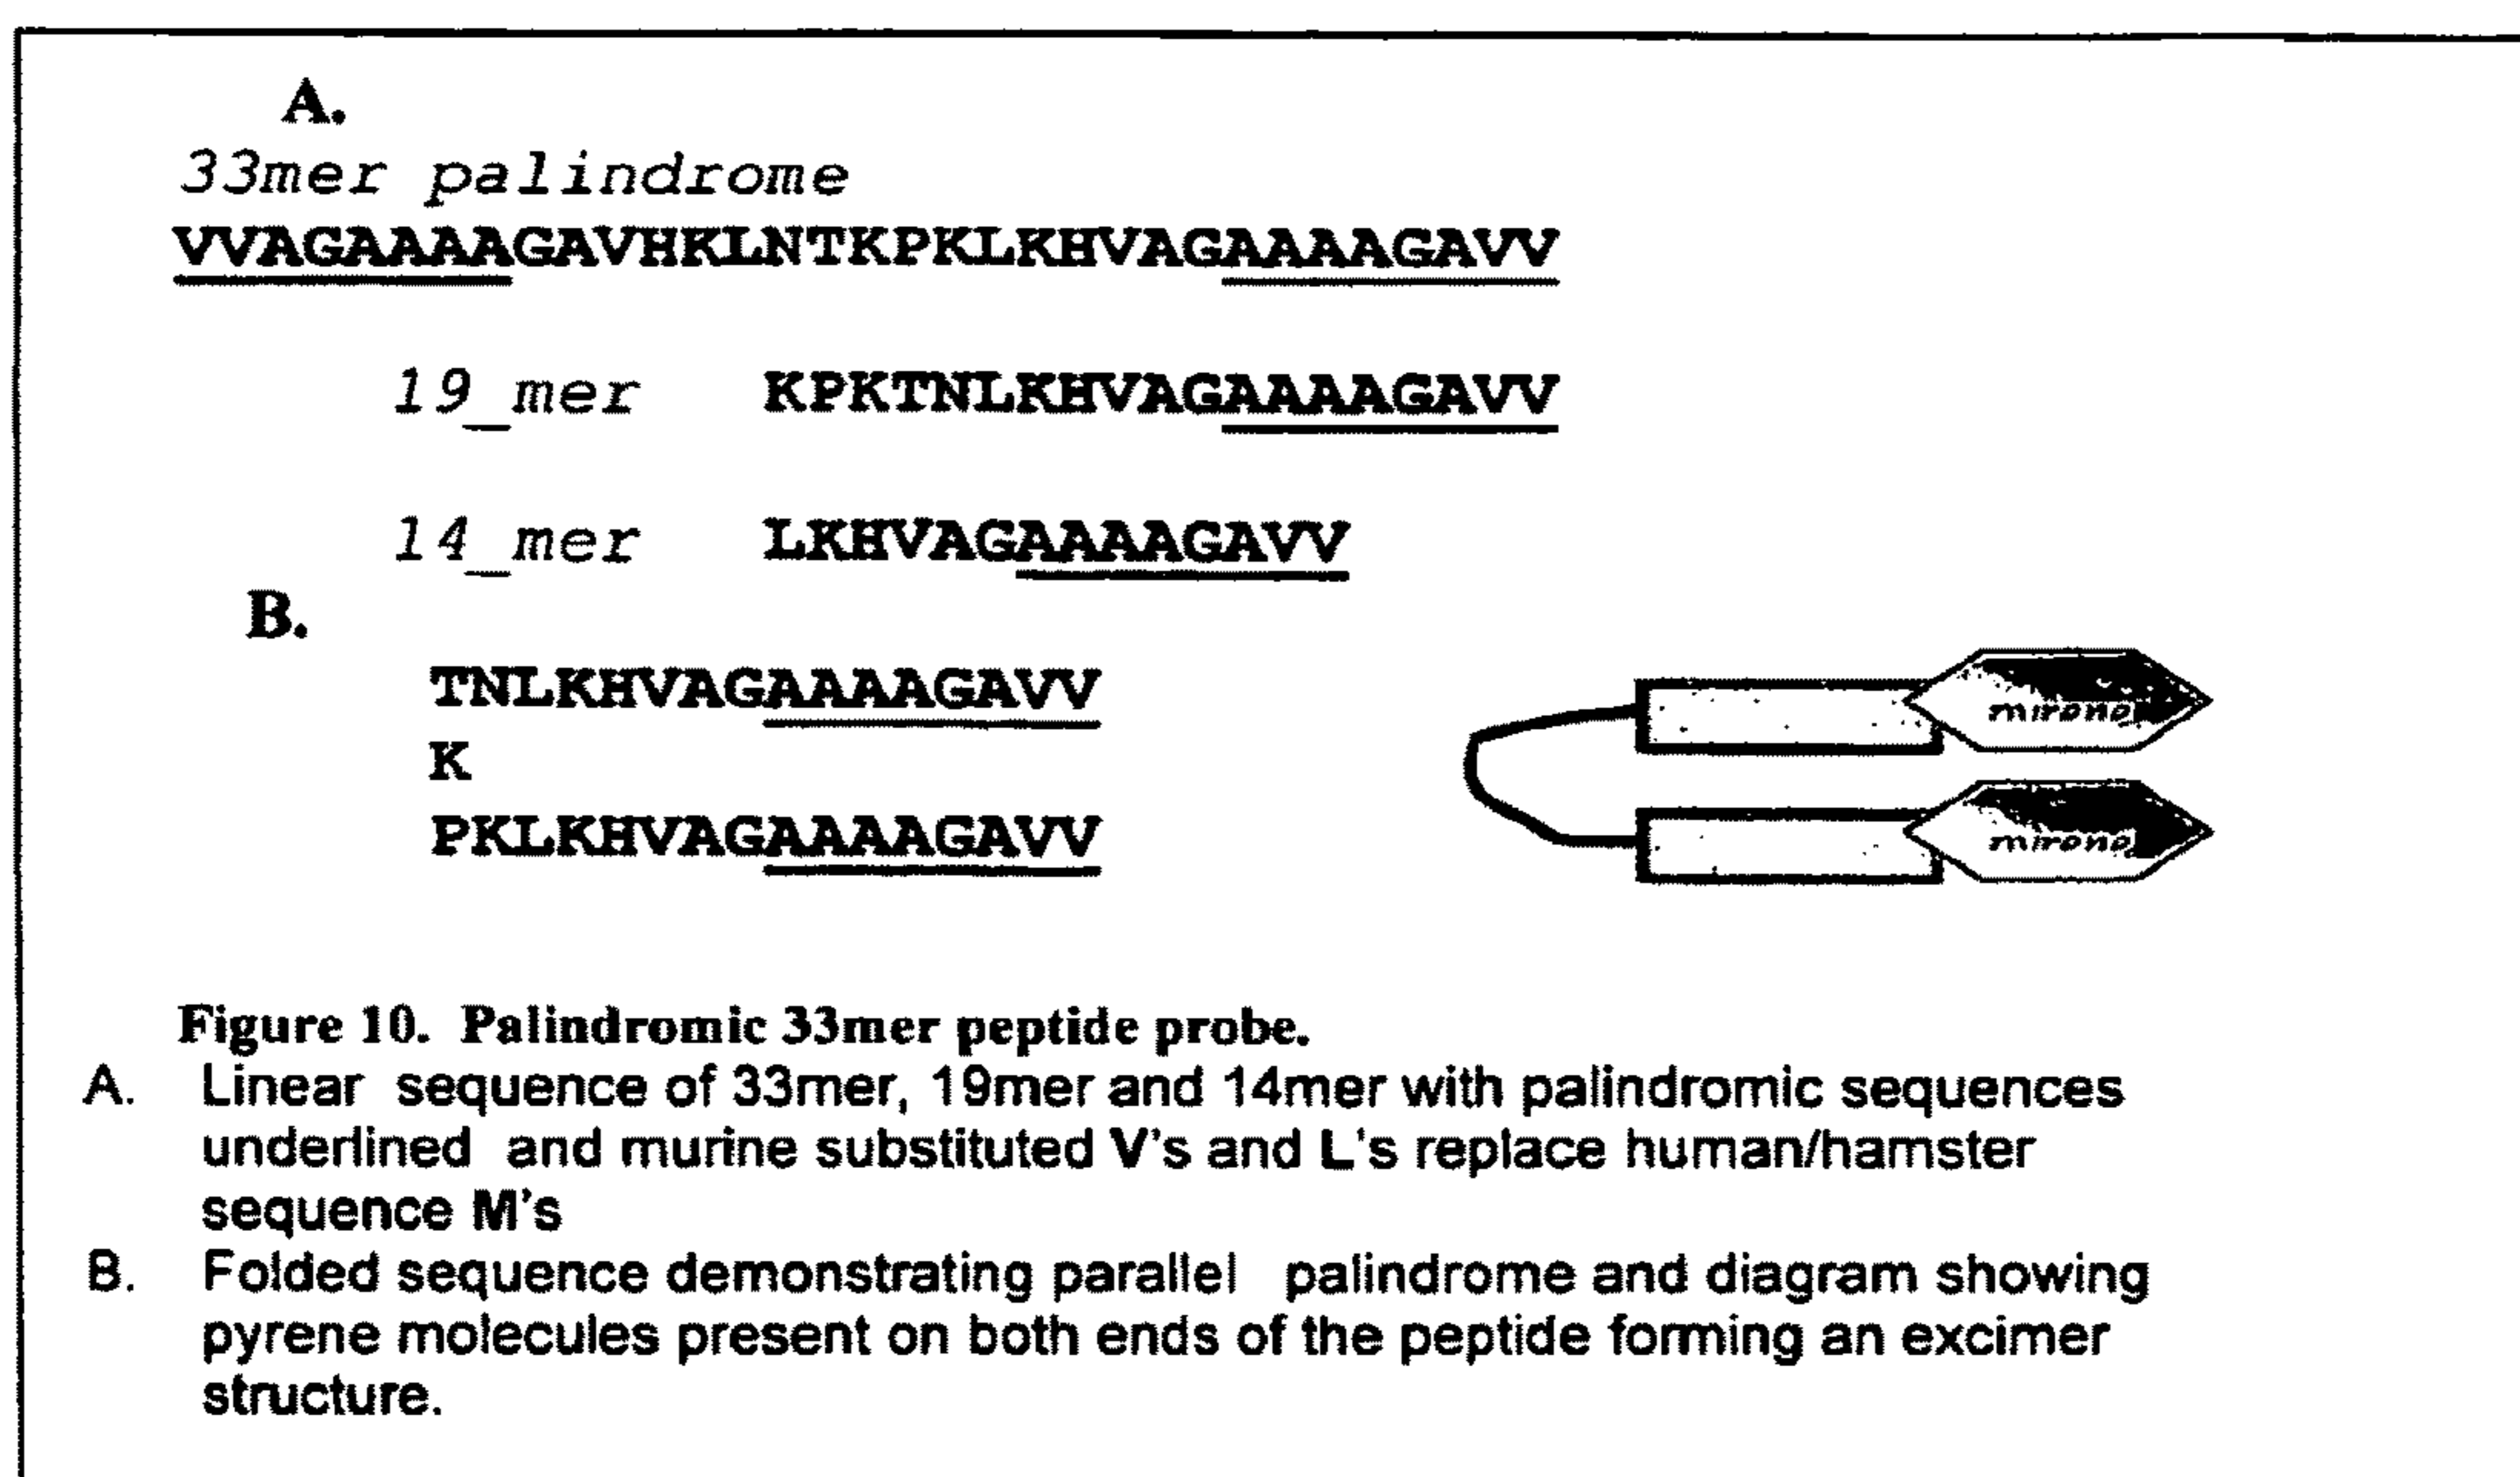 A.
33mer palindrome
VVAGAAAAGAVHKLNTKPKLKHVAGAAAAGAVV
19_mer KPKTNLKHVAGAAAAGAVV
14_mer LKHVAGAAAAGAVV
B.
TNLKHVAGAAAAGAVV
K
PKLKHVAGAAAAGAVV
Figure 10. Palindromic 33mer peptide probe.
A. Linear sequence of 33mer, 19mer and 14mer with palindromic sequences
underlined and murine substituted V's and L's replace human/hamster
sequence M's
B. Folded sequence demonstrating parallel palindrome and diagram showing
pyrene molecules present on both ends of the peptide forming an excimer
structure.